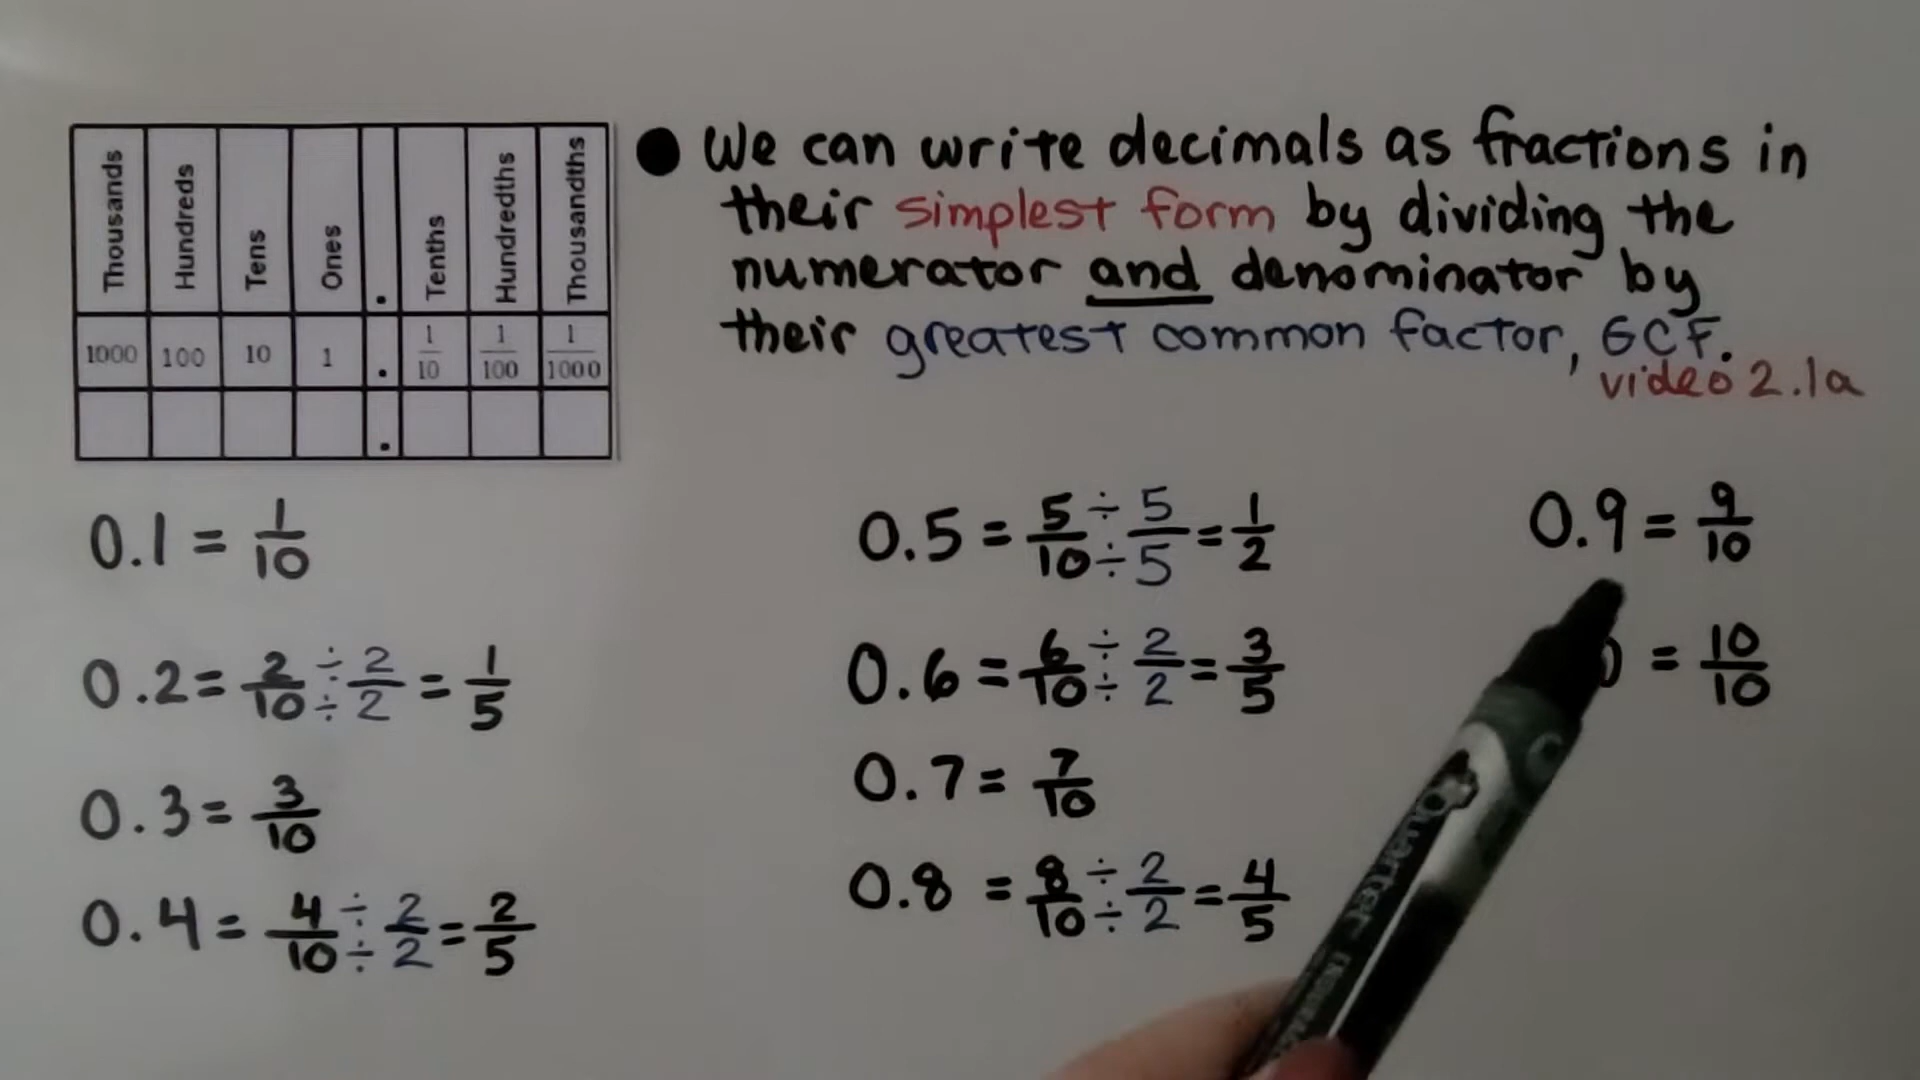 Thousands Hundreds Tens Ones . Tenths Hundredths Thousandths
1000 100 10 1 . 1/10 1/100 1/1000
.
● We can write decimals as fractions in
their simplest form by dividing the
numerator and denominator by
their greatest common factor, GCF.
video 2.1a
0.1 = 1/10
0.2 = 2/10 ÷ 2/÷ 2 = 1/5
0.3 = 3/10
0.4 = 4/10 ÷ 2/÷ 2 = 2/5
0.5 = 5/10 ÷ 5/÷ 5 = 1/2
0.6 = 6/10 ÷ 2/÷ 2 = 3/5
0.7 = 7/10
0.8 = 8/10 ÷ 2/÷ 2 = 4/5
0.9 = 9/10
= 10/10
Quartet